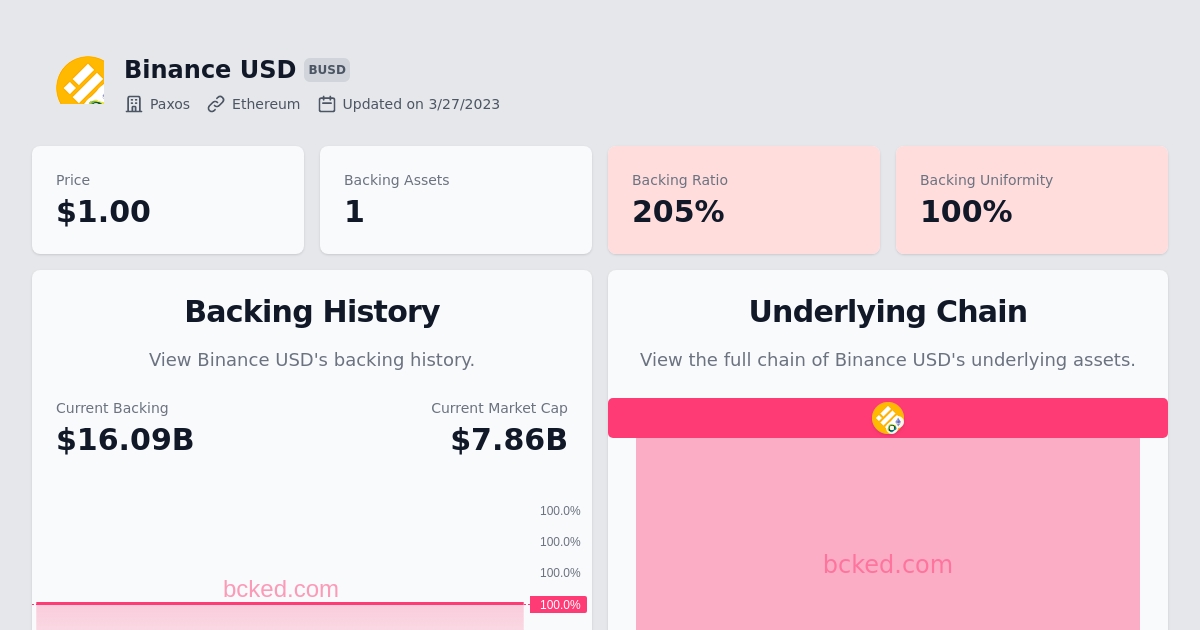 Binance USD BUSD
Paxos Ethereum Updated on 3/27/2023
Price
$1.00
Backing Assets
1
Backing Ratio
205%
Backing Uniformity
100%
Backing History
View Binance USD's backing history.
Current Backing
$16.09B
Current Market Cap
$7.86B
100.0%
100.0%
100.0%
bcked.com
100.0%
Underlying Chain
View the full chain of Binance USD's underlying assets.
bcked.com